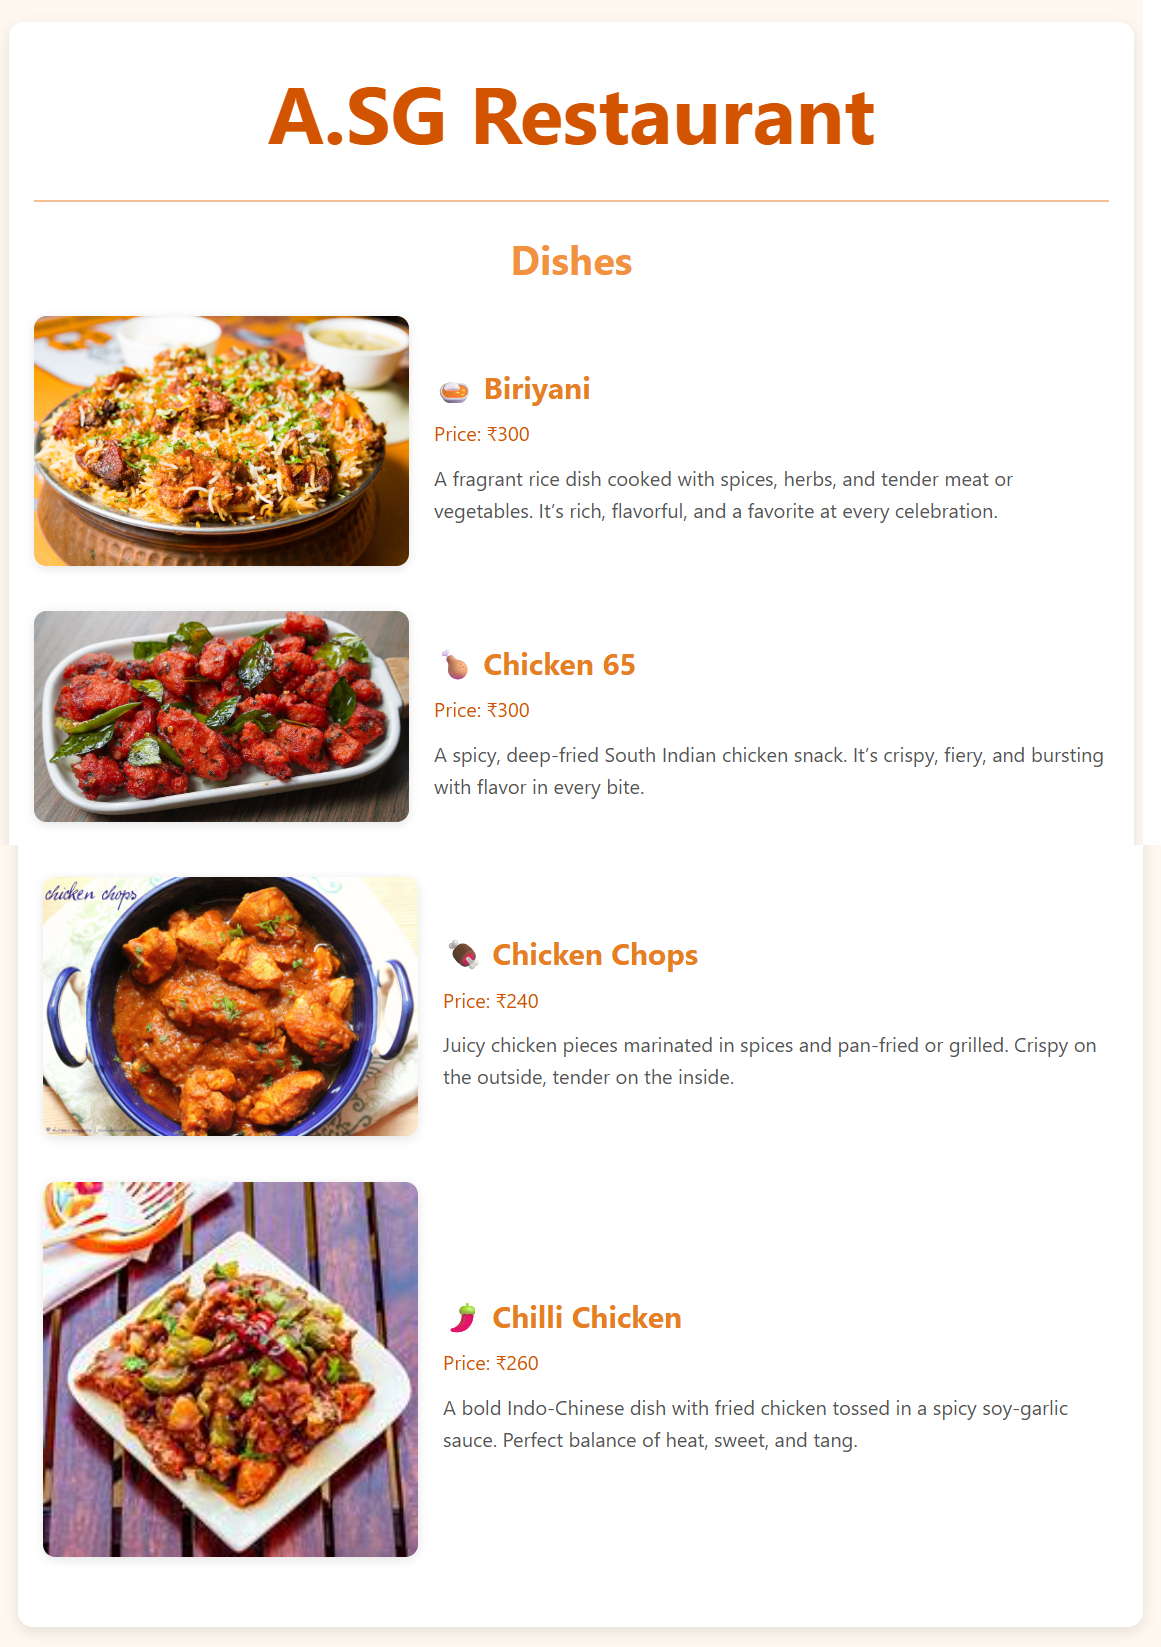 A.SG Restaurant
Dishes
Biriyani
Price: ₹300
A fragrant rice dish cooked with spices, herbs, and tender meat or
vegetables. It’s rich, flavorful, and a favorite at every celebration.
Chicken 65
Price: ₹300
A spicy, deep-fried South Indian chicken snack. It’s crispy, fiery, and bursting
with flavor in every bite.
chicken chops
Chicken Chops
Price: ₹240
Juicy chicken pieces marinated in spices and pan-fried or grilled. Crispy on
the outside, tender on the inside.
Chilli Chicken
Price: ₹260
A bold Indo-Chinese dish with fried chicken tossed in a spicy soy-garlic
sauce. Perfect balance of heat, sweet, and tang.